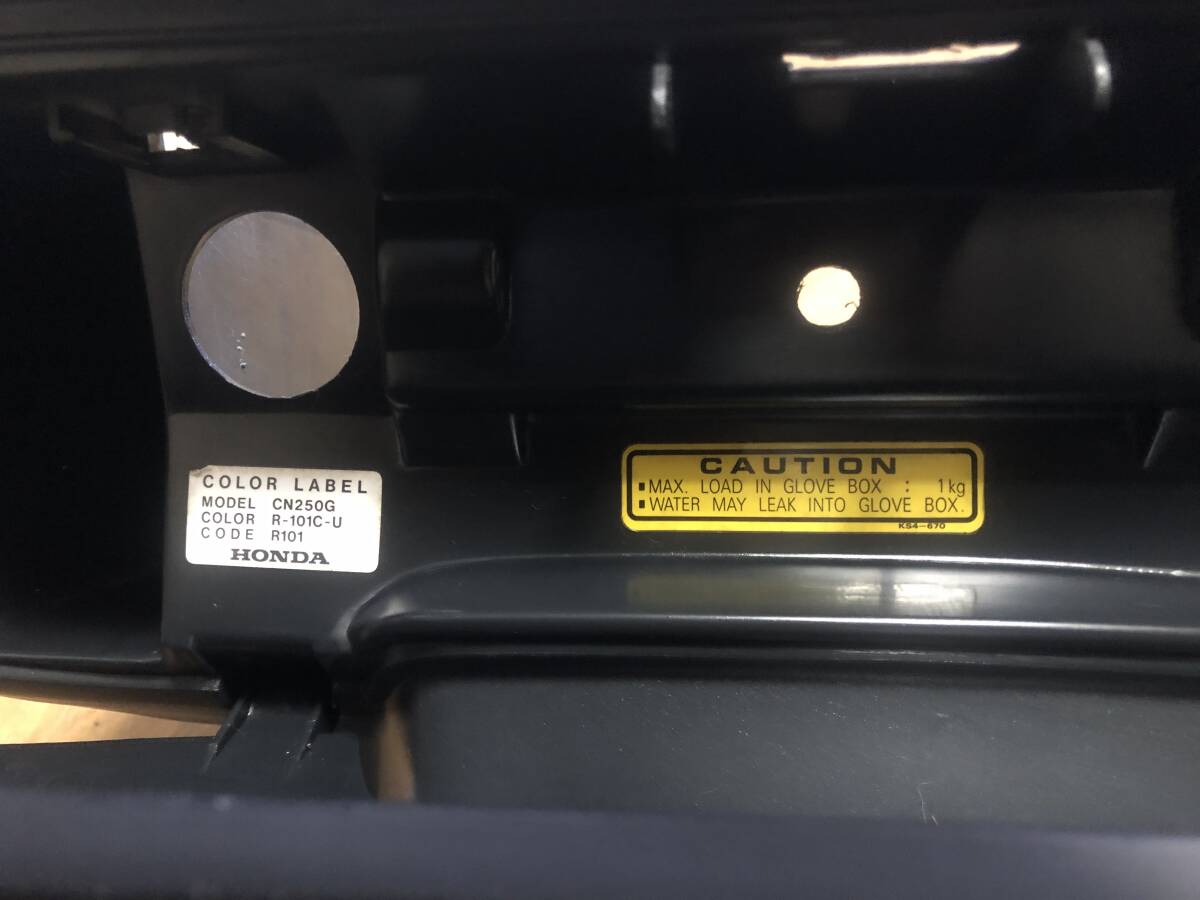 COLOR LABEL
MODEL CN250G
COLOR R-101C-U
CODE R101
HONDA
CAUTION
▪MAX. LOAD IN GLOVE BOX : 1kg
▪WATER MAY LEAK INTO GLOVE BOX.
KS4-670